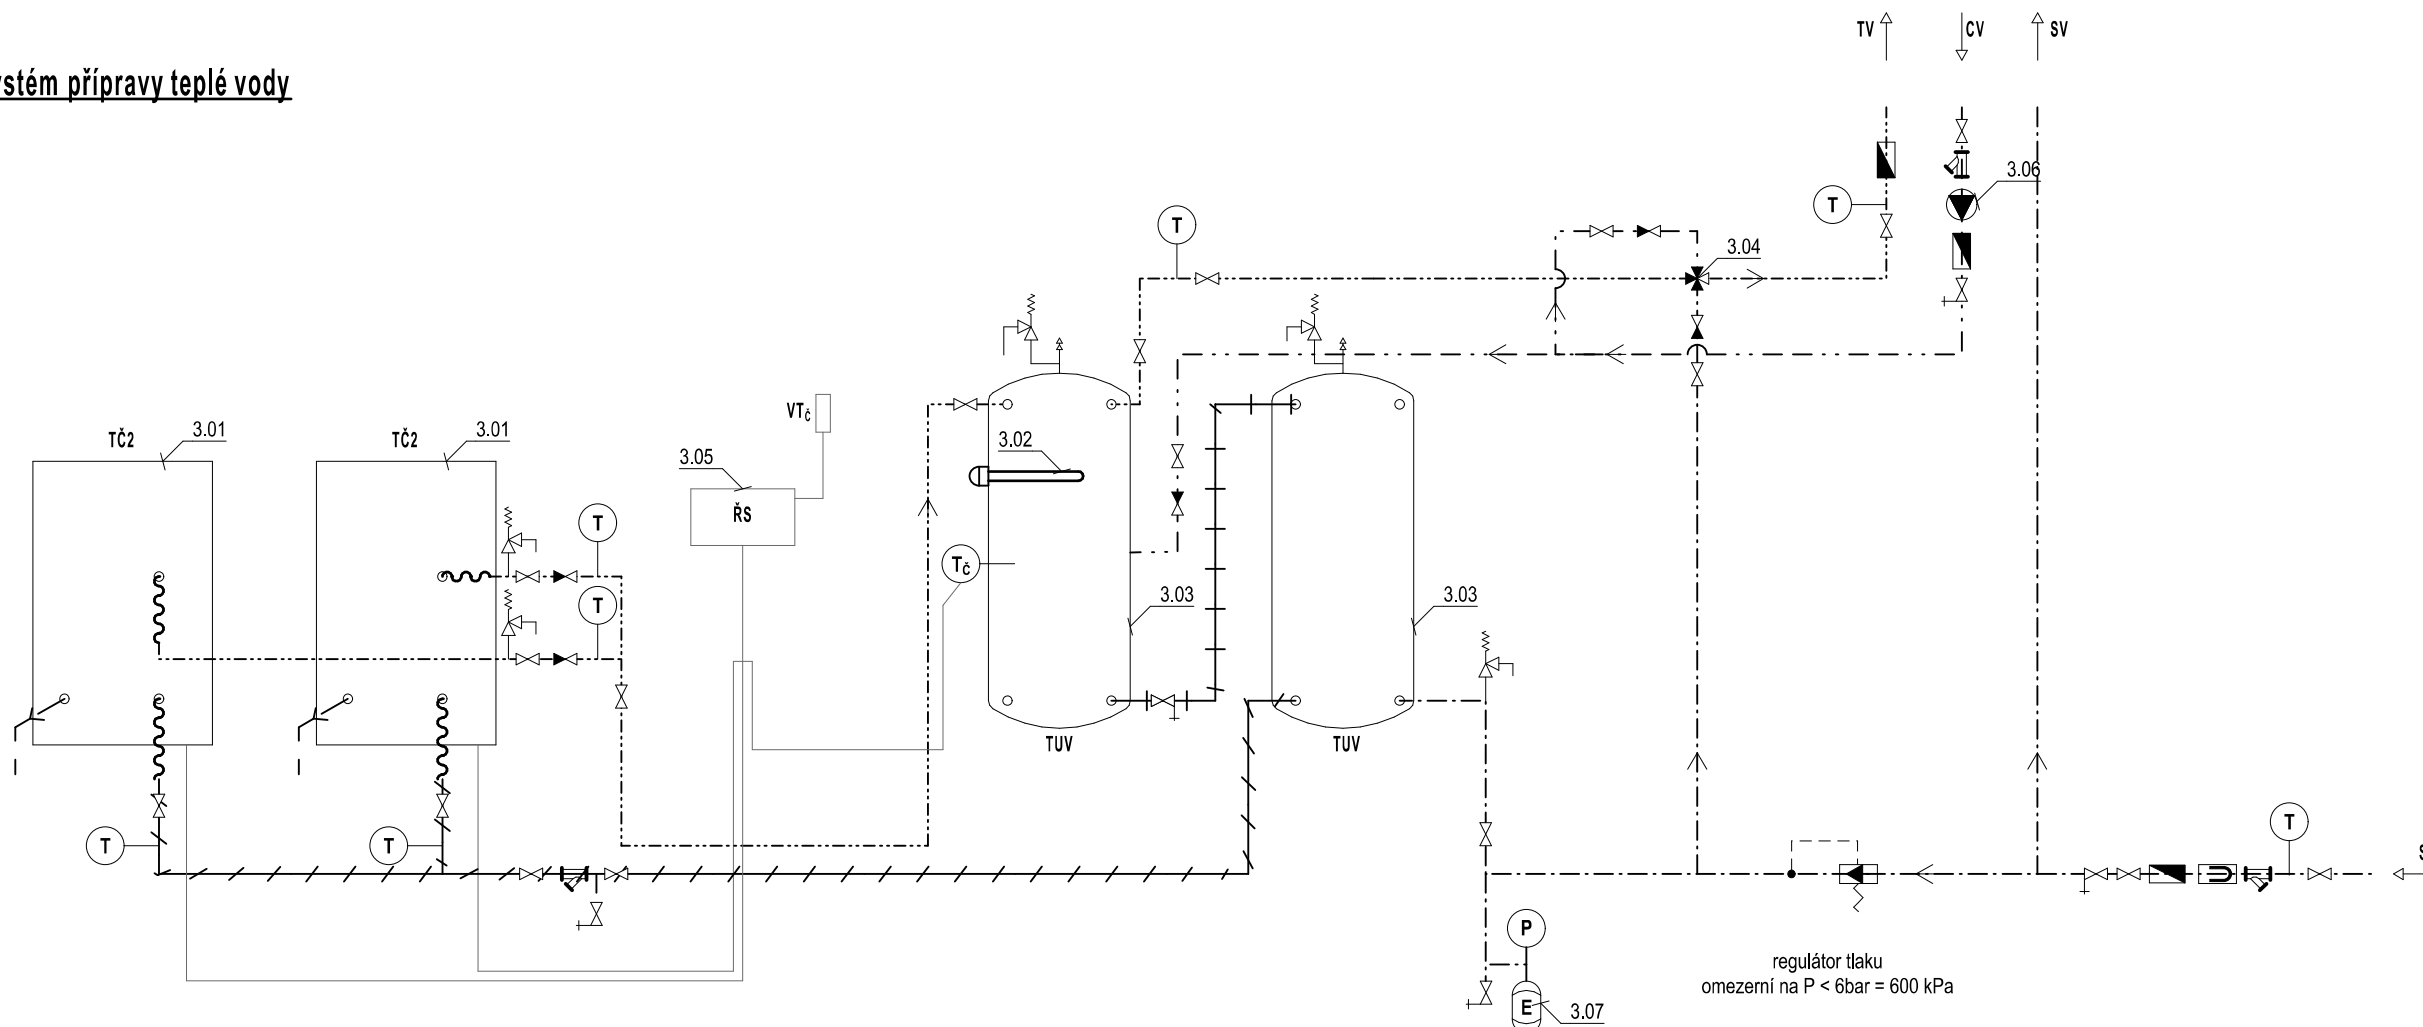 TV
CV
SV
ystém přípravy teplé vody
3.06
T
T
3.04
VTč
TČ2
3.01
TČ2
3.01
3.02
3.05
ŘS
T
Tč
T
3.03
3.03
TUV
TUV
T
T
T
S
P
regulátor tlaku
omezerní na P < 6bar = 600 kPa
E
3.07